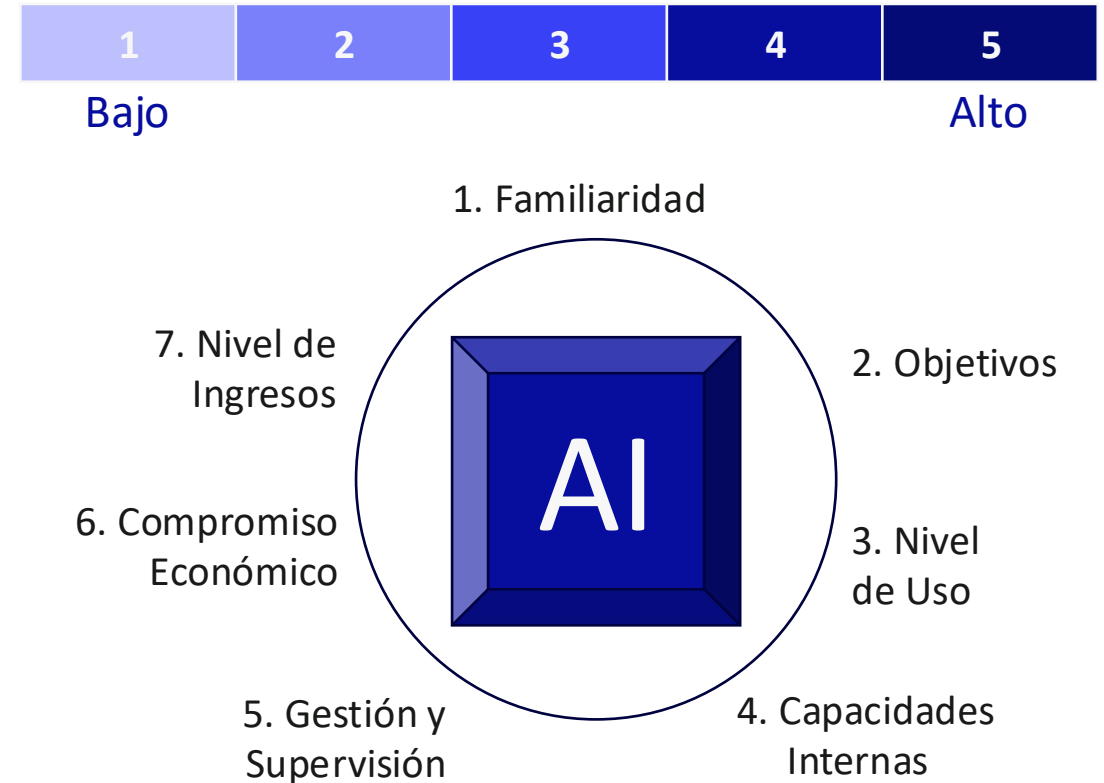 1 2 3 4 5
Bajo Alto
1. Familiaridad
7. Nivel de
Ingresos
2. Objetivos
AI
6. Compromiso
Económico
3. Nivel
de Uso
5. Gestión y
Supervisión
4. Capacidades
Internas